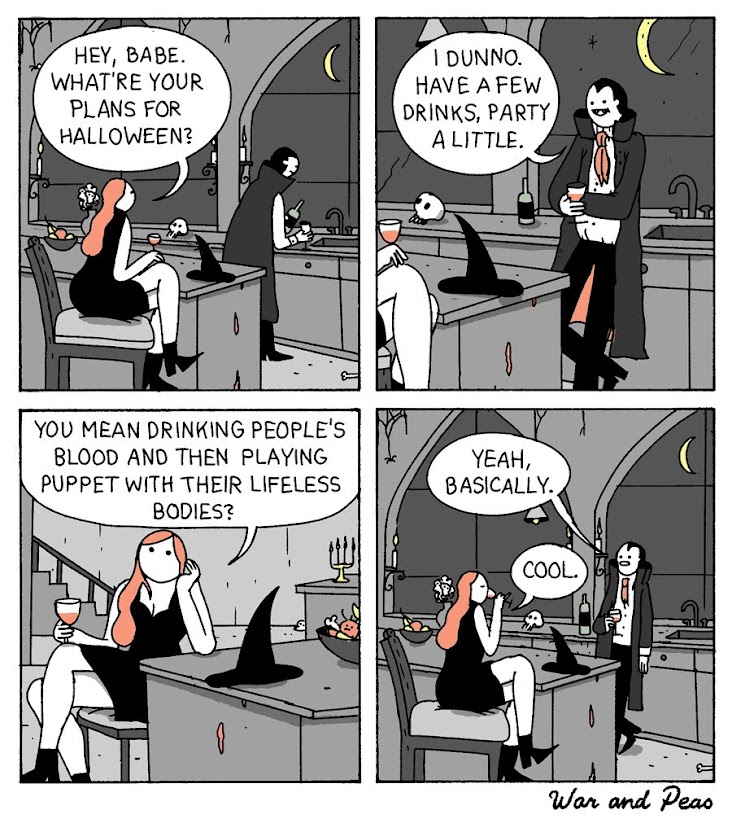 HEY, BABE.
WHAT'RE YOUR
PLANS FOR
HALLOWEEN?
I DUNNO.
HAVE A FEW
DRINKS, PARTY
A LITTLE.
YOU MEAN DRINKING PEOPLE'S
BLOOD AND THEN PLAYING
PUPPET WITH THEIR LIFELESS
BODIES?
YEAH,
BASICALLY.
COOL.
War and Peas